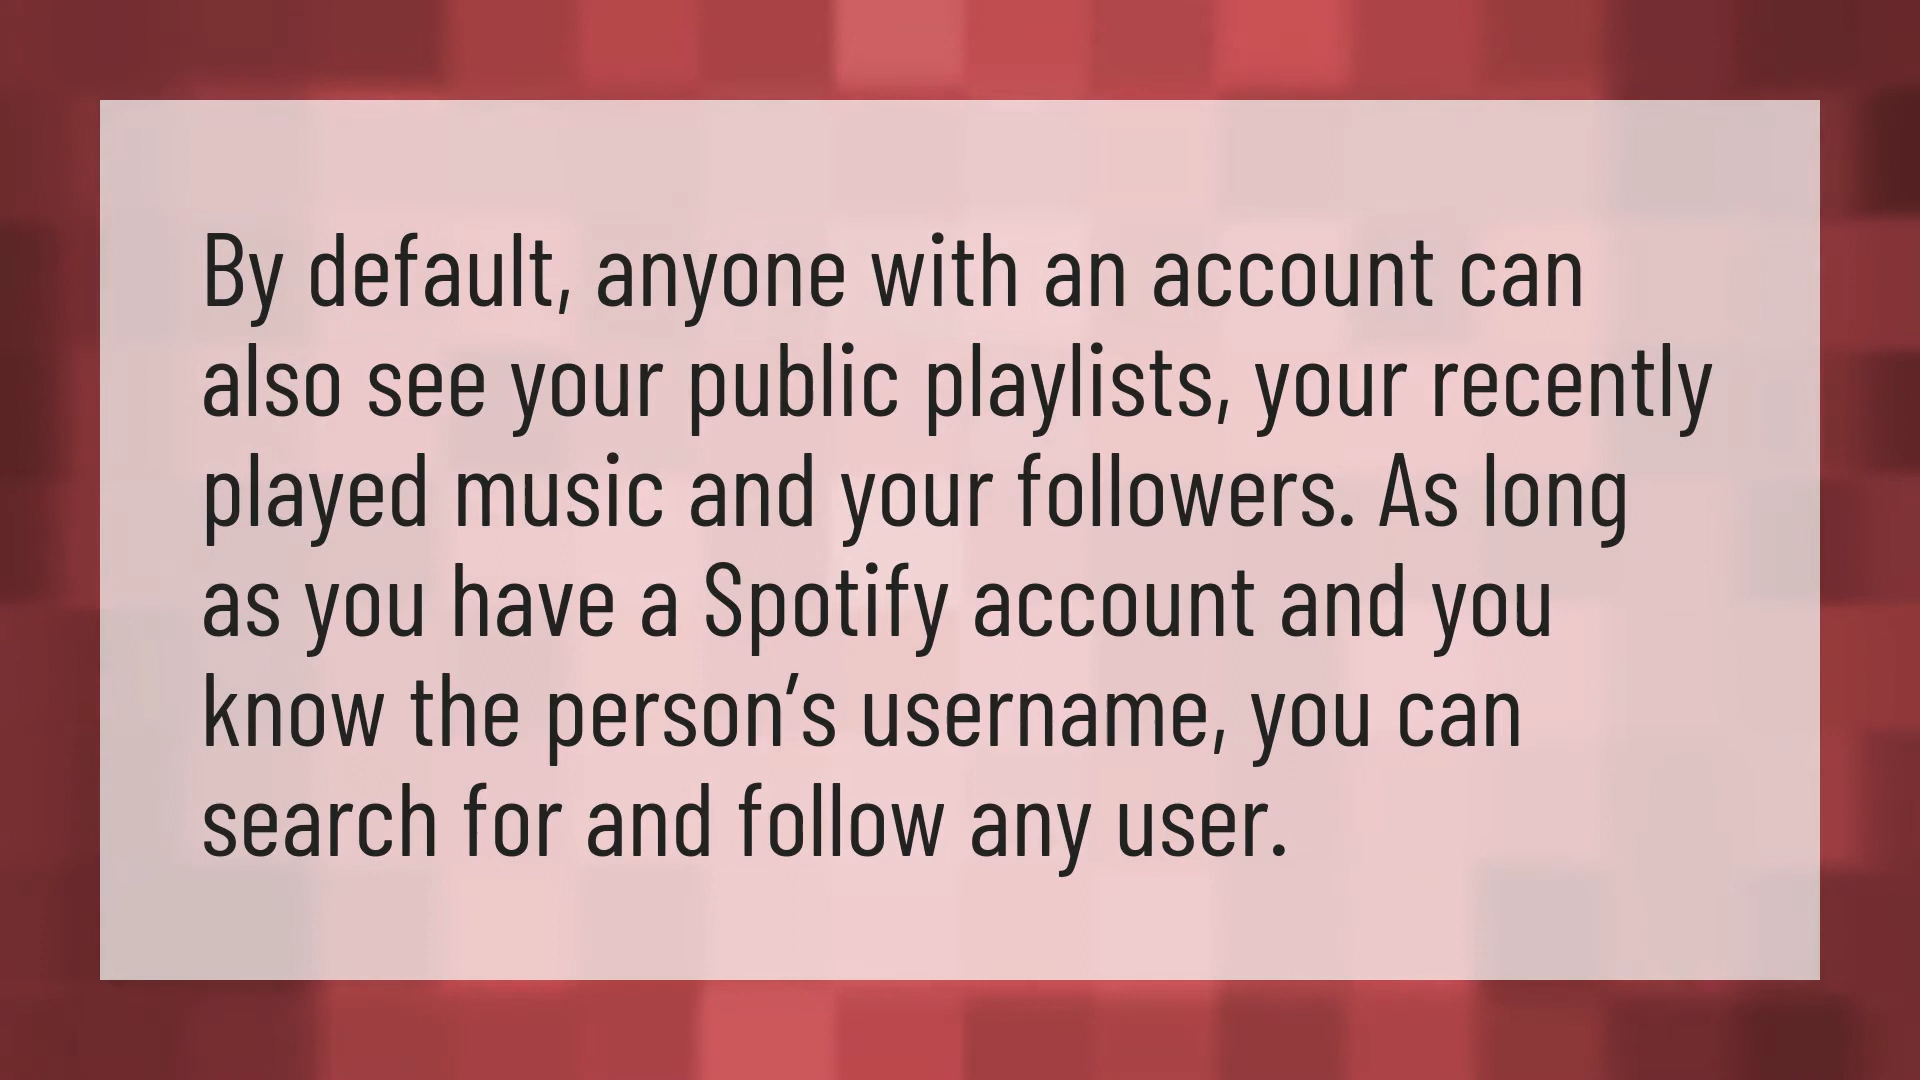 By default, anyone with an account can
also see your public playlists, your recently
played music and your followers. As long
as you have a Spotify account and you
know the person’s username, you can
search for and follow any user.